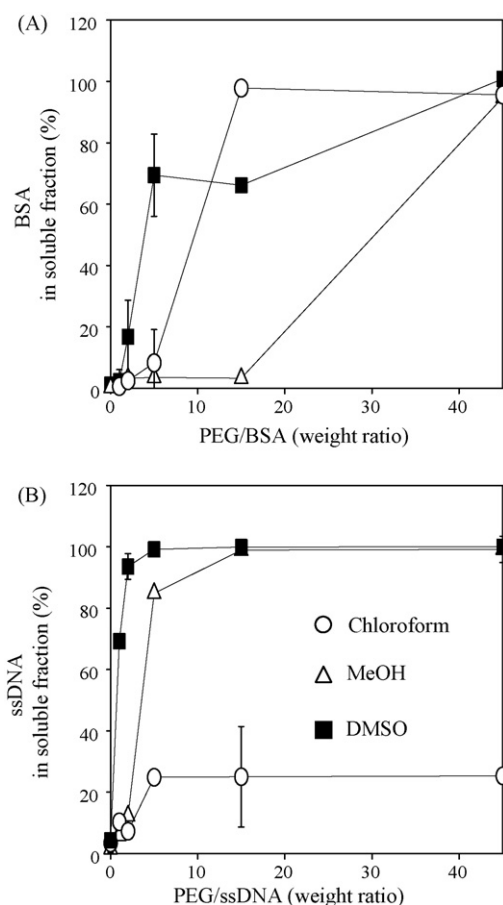 (A)
120
100
80
60
40
20
0
BSA
in soluble fraction (%)
0 10 20 30 40
PEG/BSA (weight ratio)
(B)
120
100
80
60
40
20
0
ssDNA
in soluble fraction (%)
Chloroform
MeOH
DMSO
0 10 20 30 40
PEG/ssDNA (weight ratio)